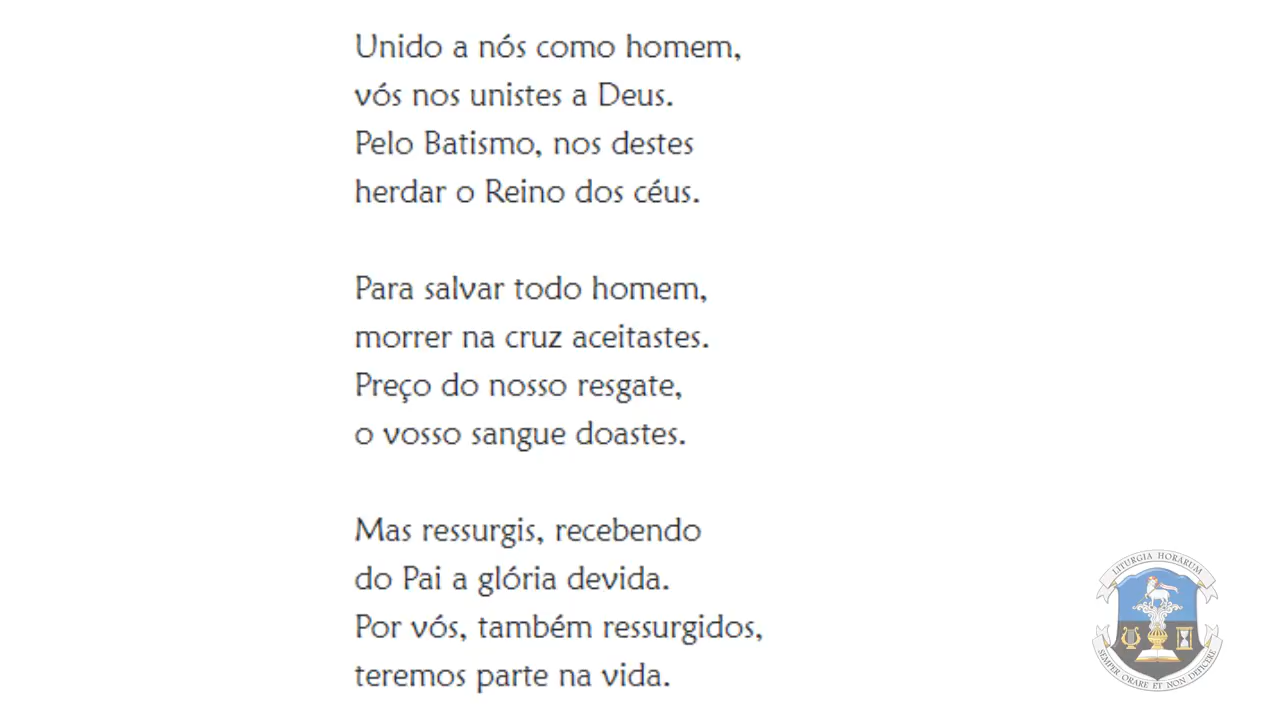 Unido a nós como homem,
vós nos unistes a Deus.
Pelo Batismo, nos destes
herdar o Reino dos céus.
Para salvar todo homem,
morrer na cruz aceitastes.
Preço do nosso resgate,
o vosso sangue doastes.
Mas ressurgis, recebendo
do Pai a glória devida.
Por vós, também ressurgidos,
teremos parte na vida.
LITURGIA HORARUM
SEMPER ORARE ET NON DEFICERE